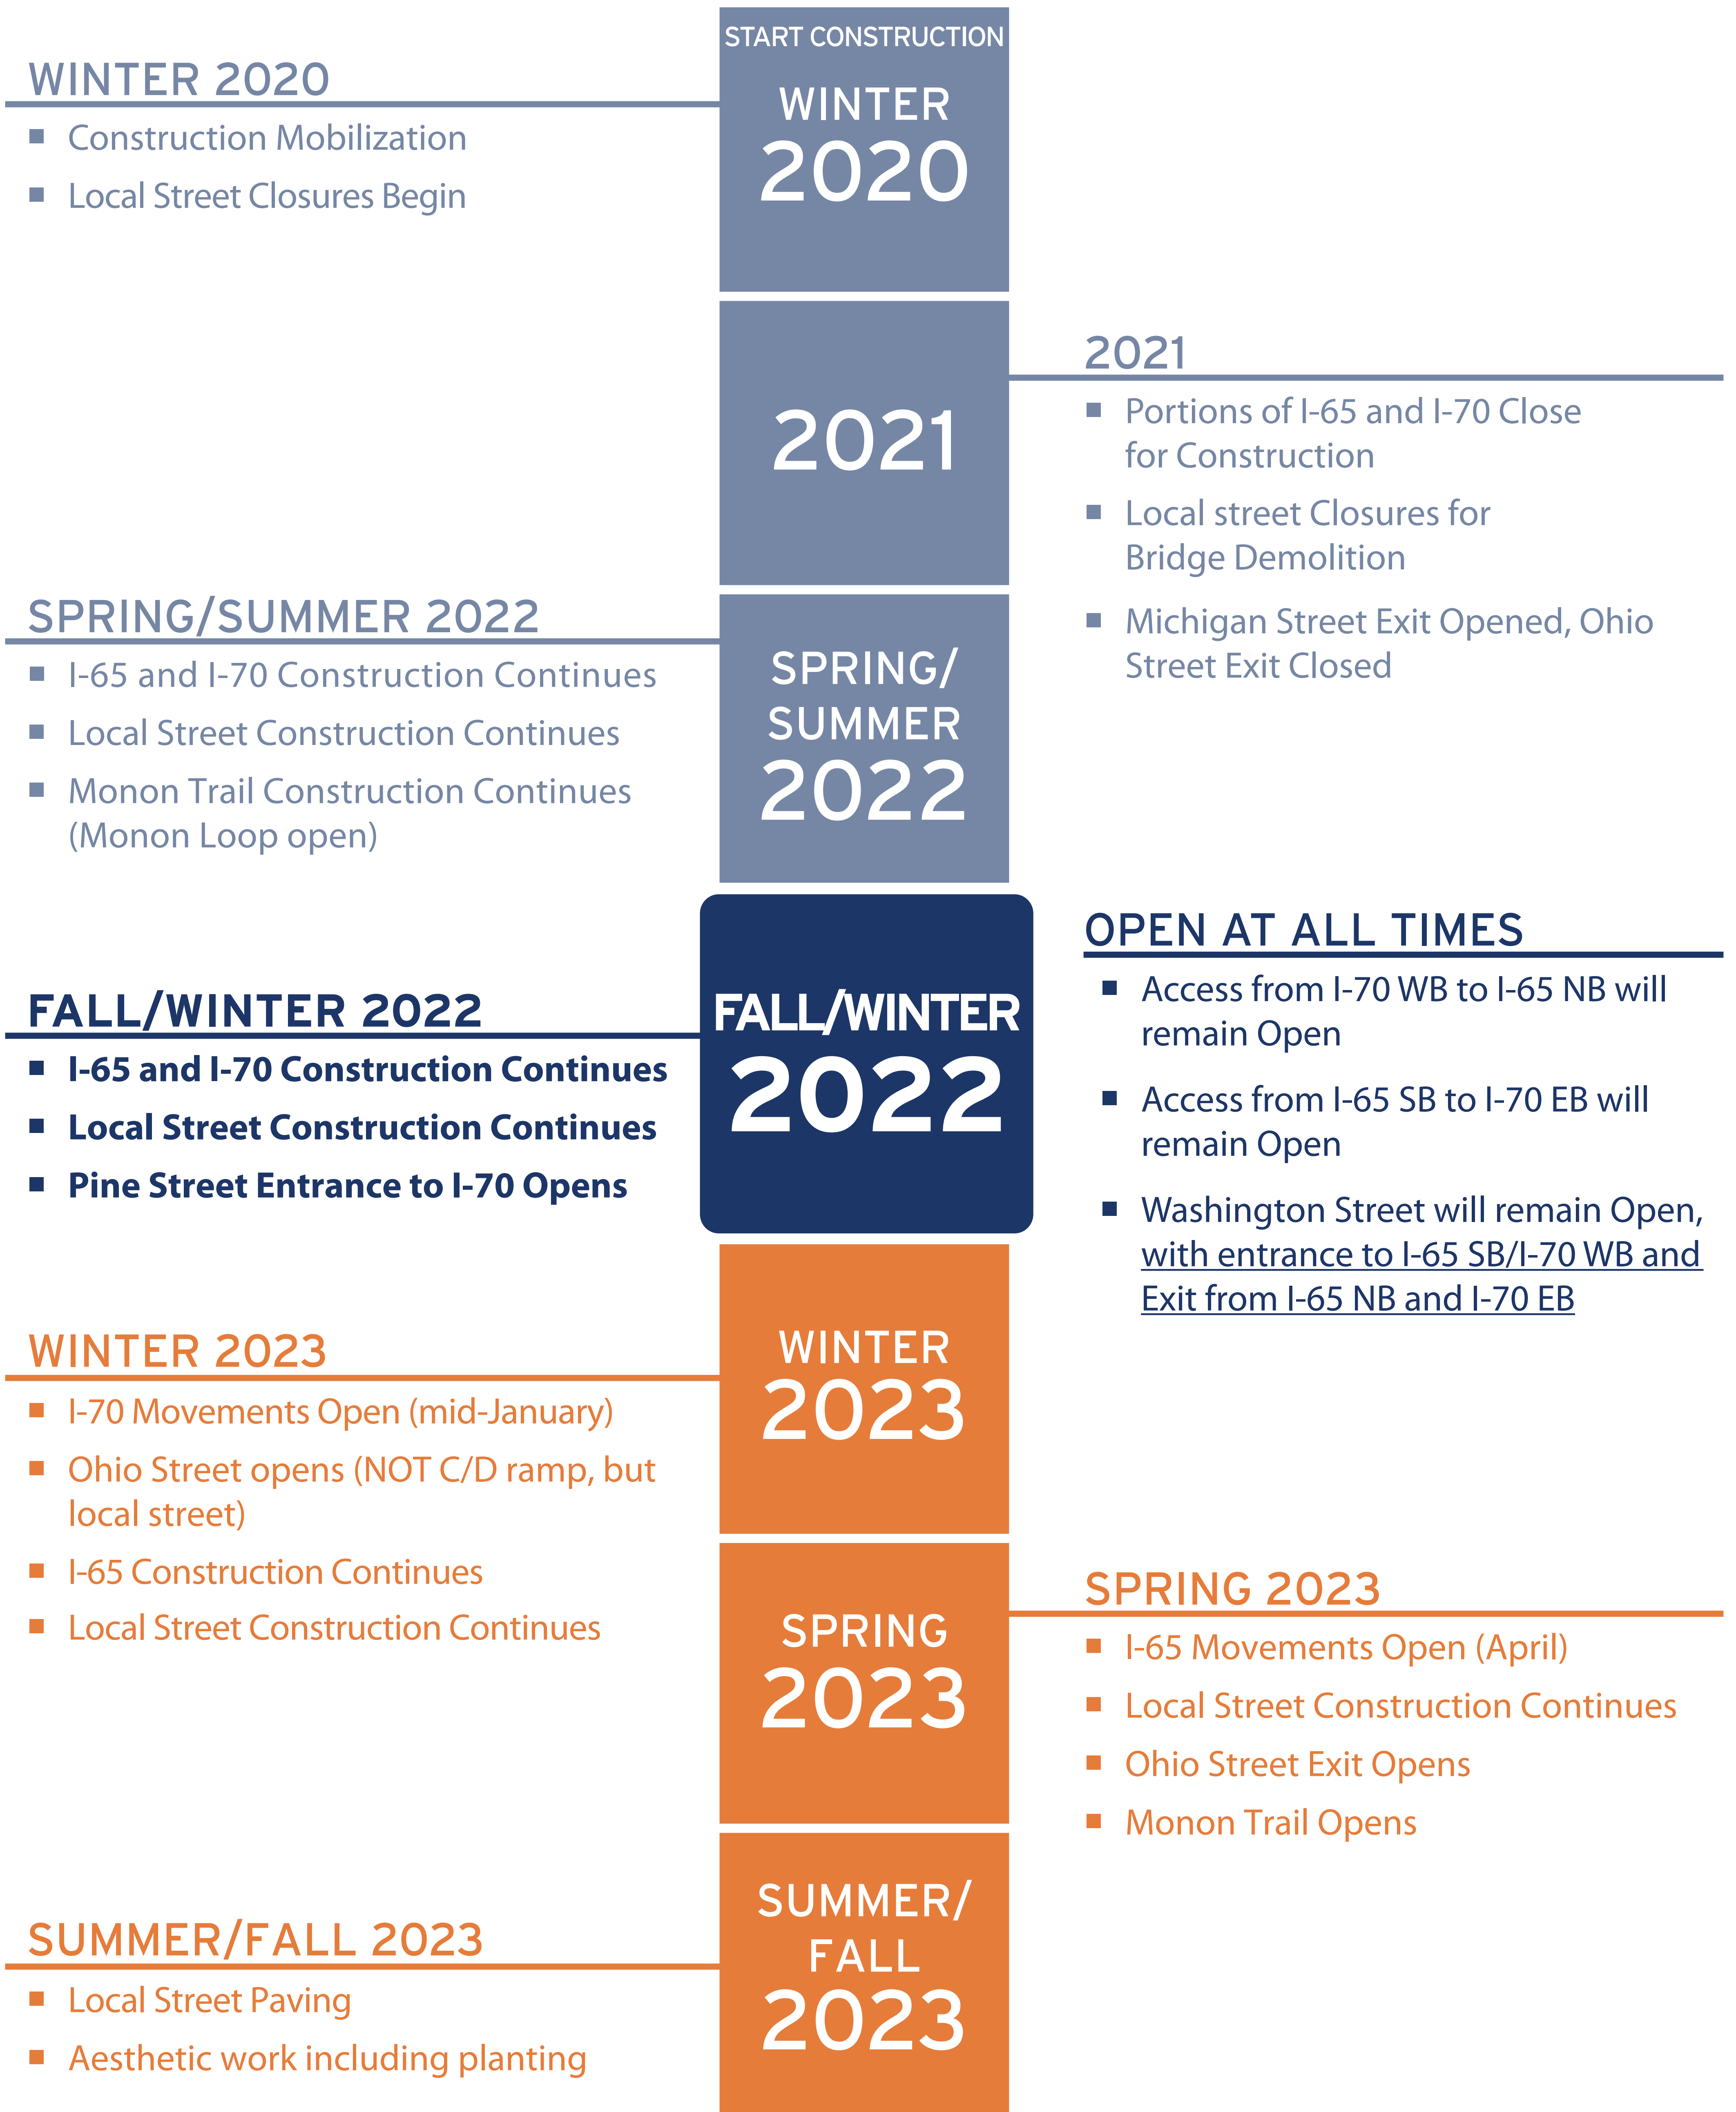 START CONSTRUCTION
WINTER
2020
WINTER 2020
■ Construction Mobilization
■ Local Street Closures Begin
2021
2021
■ Portions of I-65 and I-70 Close
for Construction
■ Local street Closures for
Bridge Demolition
■ Michigan Street Exit Opened, Ohio
Street Exit Closed
SPRING/
SUMMER
2022
SPRING/SUMMER 2022
■ I-65 and I-70 Construction Continues
■ Local Street Construction Continues
■ Monon Trail Construction Continues
(Monon Loop open)
FALL/WINTER
2022
FALL/WINTER 2022
■ I-65 and I-70 Construction Continues
■ Local Street Construction Continues
■ Pine Street Entrance to I-70 Opens
OPEN AT ALL TIMES
■ Access from I-70 WB to I-65 NB will
remain Open
■ Access from I-65 SB to I-70 EB will
remain Open
■ Washington Street will remain Open,
with entrance to I-65 SB/I-70 WB and
Exit from I-65 NB and I-70 EB
WINTER
2023
WINTER 2023
■ I-70 Movements Open (mid-January)
■ Ohio Street opens (NOT C/D ramp, but
local street)
■ I-65 Construction Continues
■ Local Street Construction Continues
SPRING
2023
SPRING 2023
■ I-65 Movements Open (April)
■ Local Street Construction Continues
■ Ohio Street Exit Opens
■ Monon Trail Opens
SUMMER/
FALL
2023
SUMMER/FALL 2023
■ Local Street Paving
■ Aesthetic work including planting